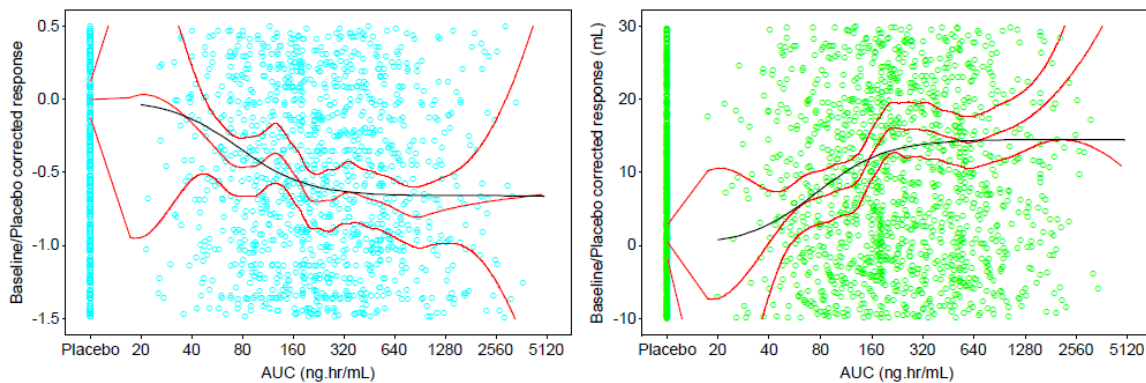 Baseline/Placebo corrected response
0.5
0.0
-0.5
-1.0
-1.5
Placebo 20 40 80 160 320 640 1280 2560 5120
AUC (ng.hr/mL)
Baseline/Placebo corrected response (mL)
30
20
10
0
-10
Placebo 20 40 80 160 320 640 1280 2560 5120
AUC (ng.hr/mL)